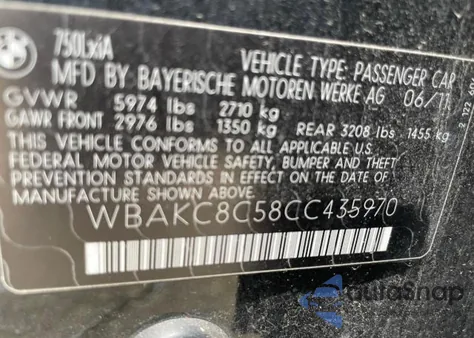 BMW
750LxiA
VEHICLE TYPE: PASSENGER CAR
MFD BY BAYERISCHE MOTOREN WERKE AG 06/11
GVWR 5974 lbs 2710 kg
GAWR FRONT 2976 lbs 1350 kg REAR 3208 lbs 1455 kg
THIS VEHICLE CONFORMS TO ALL APPLICABLE
FEDERAL MOTOR VEHICLE SAFETY, BUMPER AND THEFT
PREVENTION STANDARDS IN EFFECT ON THE DATE OF
MANUFACTURE SHOWN ABOVE.
WBAKC8C58CC435970
AutoSnap